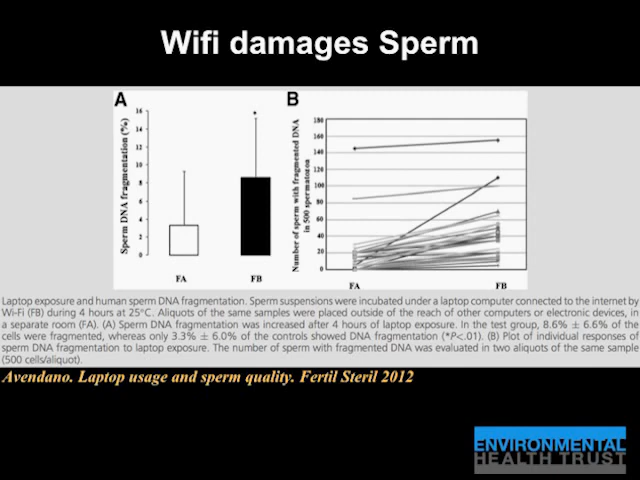 Wifi damages Sperm
A
Sperm DNA fragmentation (%)
16
14
12
10
8
6
4
2
0
FA
FB
B
Number of sperm with fragmented DNA
in 500 spermatozoa
180
160
140
120
100
80
60
40
20
0
FA
FB
Laptop exposure and human sperm DNA fragmentation. Sperm suspensions were incubated under a laptop computer connected to the internet by
Wi-Fi (FB) during 4 hours at 25°C. Aliquots of the same samples were placed outside of the reach of other computers or electronic devices, in
a separate room (FA). (A) Sperm DNA fragmentation was increased after 4 hours of laptop exposure. In the test group, 8.6% ± 6.6% of the
cells were fragmented, whereas only 3.3% ± 6.0% of the controls showed DNA fragmentation (*P<.01). (B) Plot of individual responses of
sperm DNA fragmentation to laptop exposure. The number of sperm with fragmented DNA was evaluated in two aliquots of the same sample
(500 cells/aliquot).
Avendano. Laptop usage and sperm quality. Fertil Steril 2012
ENVIRONMENTAL
HEALTH TRUST